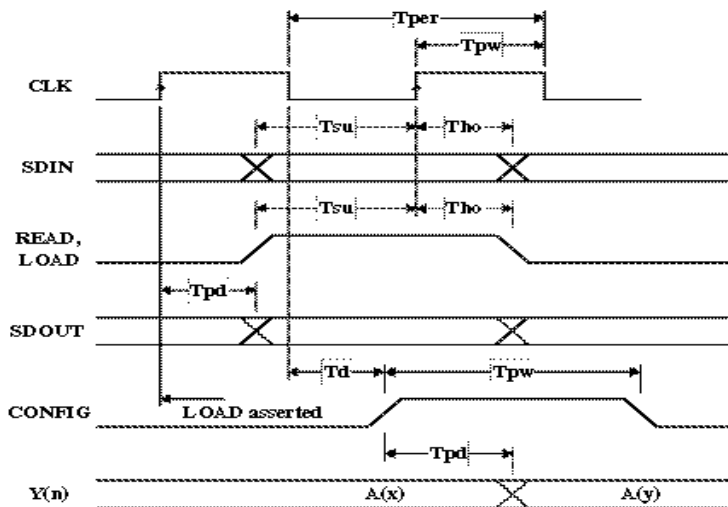 Tper
Tpw
CLK
Tsu Tho
SDIN
Tsu Tho
READ,
LOAD
Tpd
SDOUT
Td Tpw
CONFIG LOAD asserted
Tpd
Y(n) A(x) A(y)